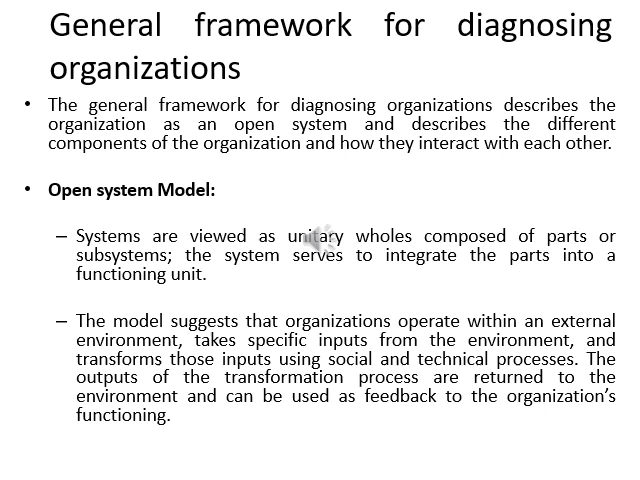 General framework for diagnosing
organizations
• The general framework for diagnosing organizations describes the
organization as an open system and describes the different
components of the organization and how they interact with each other.
• Open system Model:
– Systems are viewed as unitary wholes composed of parts or
subsystems; the system serves to integrate the parts into a
functioning unit.
– The model suggests that organizations operate within an external
environment, takes specific inputs from the environment, and
transforms those inputs using social and technical processes. The
outputs of the transformation process are returned to the
environment and can be used as feedback to the organization’s
functioning.